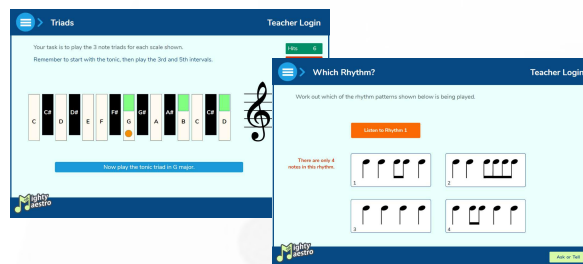 Triads
Teacher Login
Your task is to play the 3 note triads for each scale shown.
Remember to start with the tonic, then play the 3rd and 5th intervals.
Hits 6
C C# D D# E F F# G G# A A# B C C# D
Now play the tonic triad in G major.
Mighty
Maestro
Which Rhythm?
Teacher Login
Work out which of the rhythm patterns shown below is being played.
Listen to Rhythm 1
There are only 4
notes in this rhythm.
1
2
3
4
Mighty
Maestro
Ask or Tell